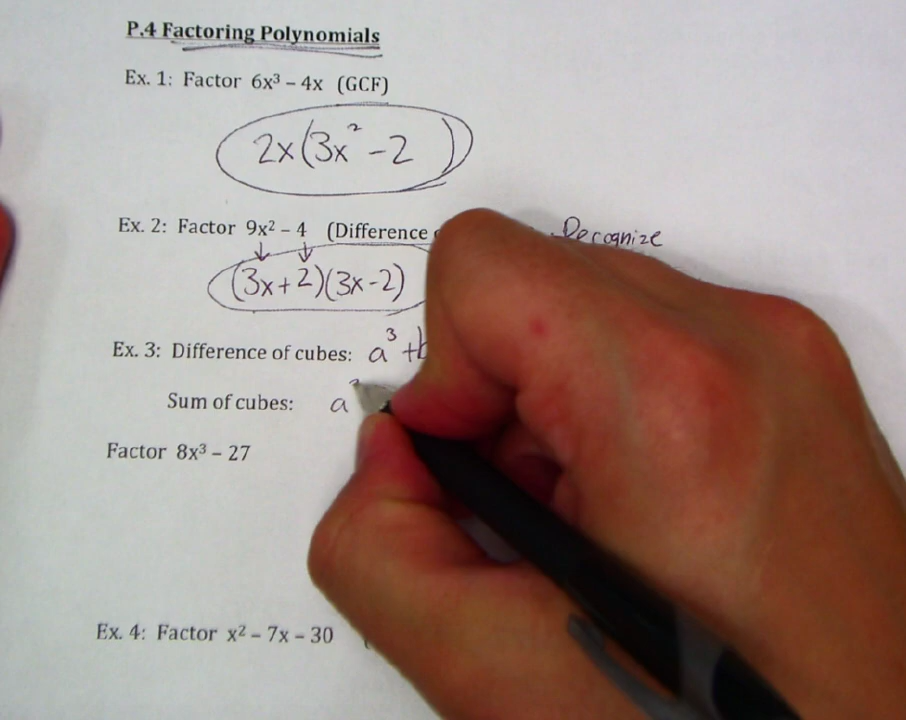 P.4 Factoring Polynomials
Ex. 1: Factor 6x³ – 4x (GCF)
2x(3x² - 2 )
Ex. 2: Factor 9x² – 4 (Difference Recognize
(3x+2)(3x-2)
Ex. 3: Difference of cubes: a³ +b
Sum of cubes: a³
Factor 8x³ – 27
Ex. 4: Factor x² – 7x – 30